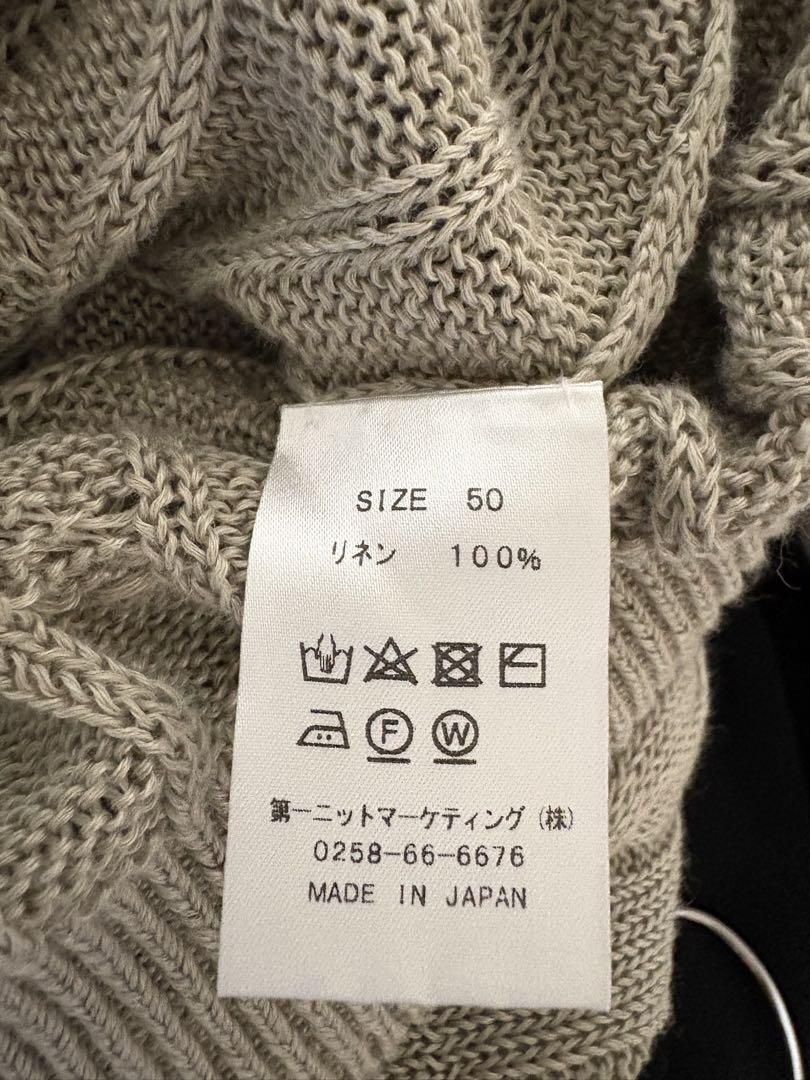 SIZE 50
リネン 100%
F W
第一ニットマーケティング (株)
0258-66-6676
MADE IN JAPAN